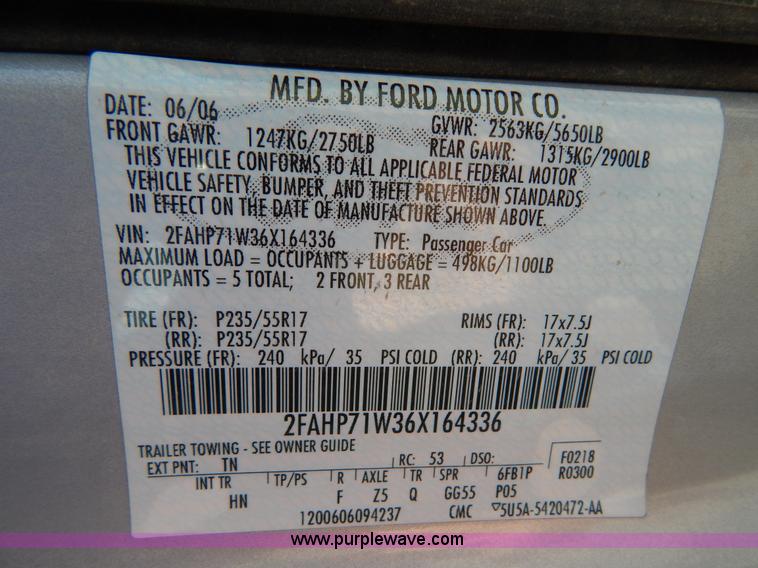 MFD. BY FORD MOTOR CO.
DATE: 06/06 GVWR: 2563KG/5650LB
FRONT GAWR: 1247KG/2750LB REAR GAWR: 1315KG/2900LB
THIS VEHICLE CONFORMS TO ALL APPLICABLE FEDERAL MOTOR
VEHICLE SAFETY, BUMPER, AND THEFT PREVENTION STANDARDS
IN EFFECT ON THE DATE OF MANUFACTURE SHOWN ABOVE.
VIN: 2FAHP71W36X164336 TYPE: Passenger Car
MAXIMUM LOAD = OCCUPANTS + LUGGAGE = 498KG/1100LB
OCCUPANTS = 5 TOTAL; 2 FRONT, 3 REAR
TIRE (FR): P235/55R17 RIMS (FR): 17x7.5J
(RR): P235/55R17 (RR): 17x7.5J
PRESSURE (FR): 240 kPa/ 35 PSI COLD (RR): 240 kPa/ 35 PSI COLD
2FAHP71W36X164336
TRAILER TOWING - SEE OWNER GUIDE
EXT PNT: TN RC: 53 DSO: F0218
INT TR TP/PS R AXLE TR SPR 6FB1P R0300
HN F Z5 Q GG55 P05
1200606094237 CMC 5U5A-5420472-AA
www.purplewave.com